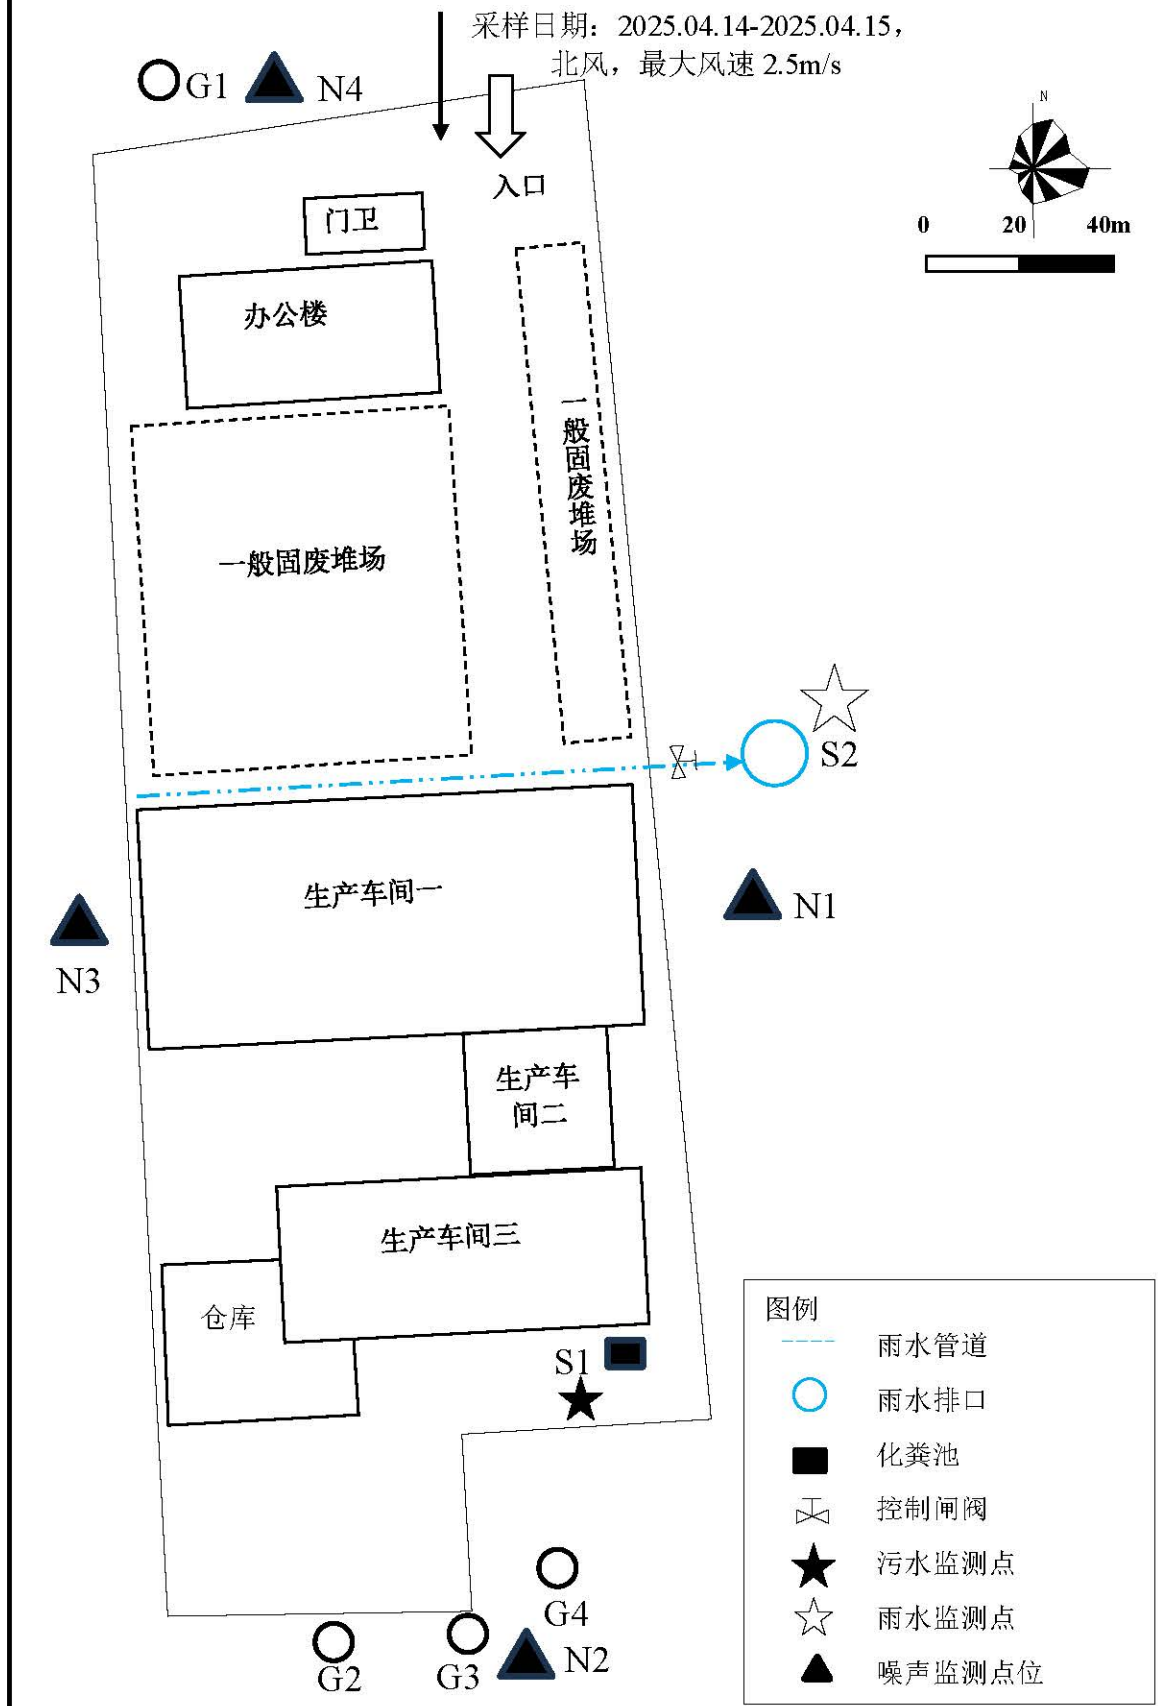 采样日期：2025.04.14-2025.04.15，
北风，最大风速 2.5m/s
G1
N4
N
入口
门卫
0 20 40m
办公楼
一般固废堆场
一般固废堆场
S2
生产车间一
N1
N3
生产车
间二
生产车间三
仓库
S1
图例
雨水管道
雨水排口
化粪池
控制闸阀
污水监测点
雨水监测点
噪声监测点位
G4
G2
G3
N2